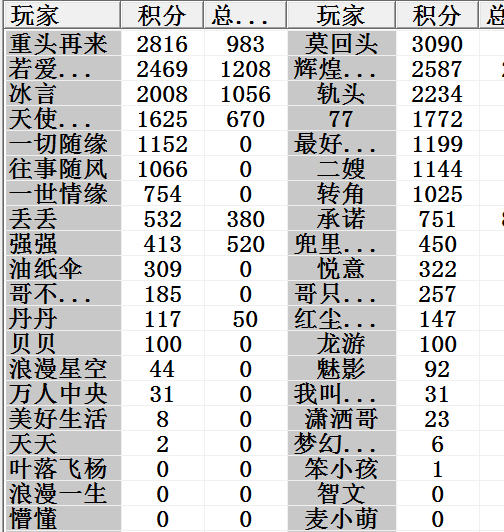 玩家 积分 总... 玩家 积分 总
重头再来 2816 983 莫回头 3090
若爱... 2469 1208 辉煌... 2587
冰言 2008 1056 轨头 2234
天使... 1625 670 77 1772
一切随缘 1152 0 最好... 1199
往事随风 1066 0 二嫂 1144
一世情缘 754 0 转角 1025
丢丢 532 380 承诺 751
强强 413 520 兜里... 450
油纸伞 309 0 悦意 322
哥不... 185 0 哥只... 257
丹丹 117 50 红尘... 147
贝贝 100 0 龙游 100
浪漫星空 44 0 魅影 92
万人中央 31 0 我叫... 31
美好生活 8 0 潇洒哥 23
天天 2 0 梦幻... 6
叶落飞杨 0 0 笨小孩 1
浪漫一生 0 0 智文 0
懵懂 0 0 麦小萌 0